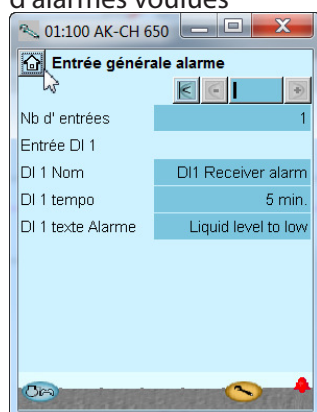 d'alarmes voulues
01:100 AK-CH 650
Entrée générale alarme
Nb d' entrées 1
Entrée DI 1
DI 1 Nom DI1 Receiver alarm
DI 1 tempo 5 min.
DI 1 texte Alarme Liquid level to low